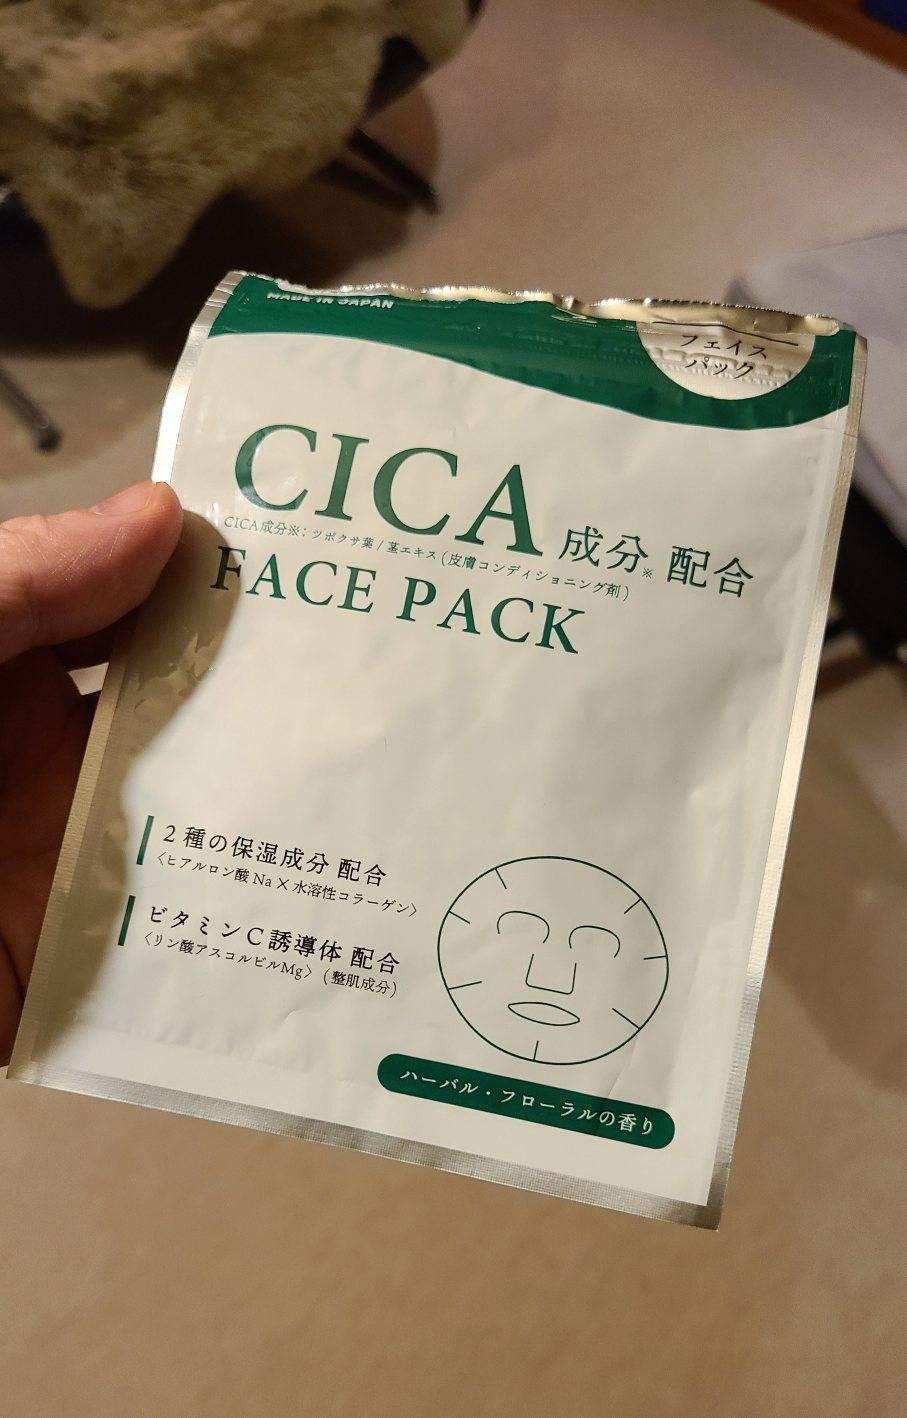 MADE IN JAPAN
フェイス
パック
CICA成分※配合
CICA成分※：ツボクサ葉/茎エキス(皮膚コンディショニング剤)
FACE PACK
2種の保湿成分 配合
〈ヒアルロン酸Na×水溶性コラーゲン〉
ビタミンC誘導体 配合
〈リン酸アスコルビルMg〉(整肌成分)
ハーバル・フローラルの香り